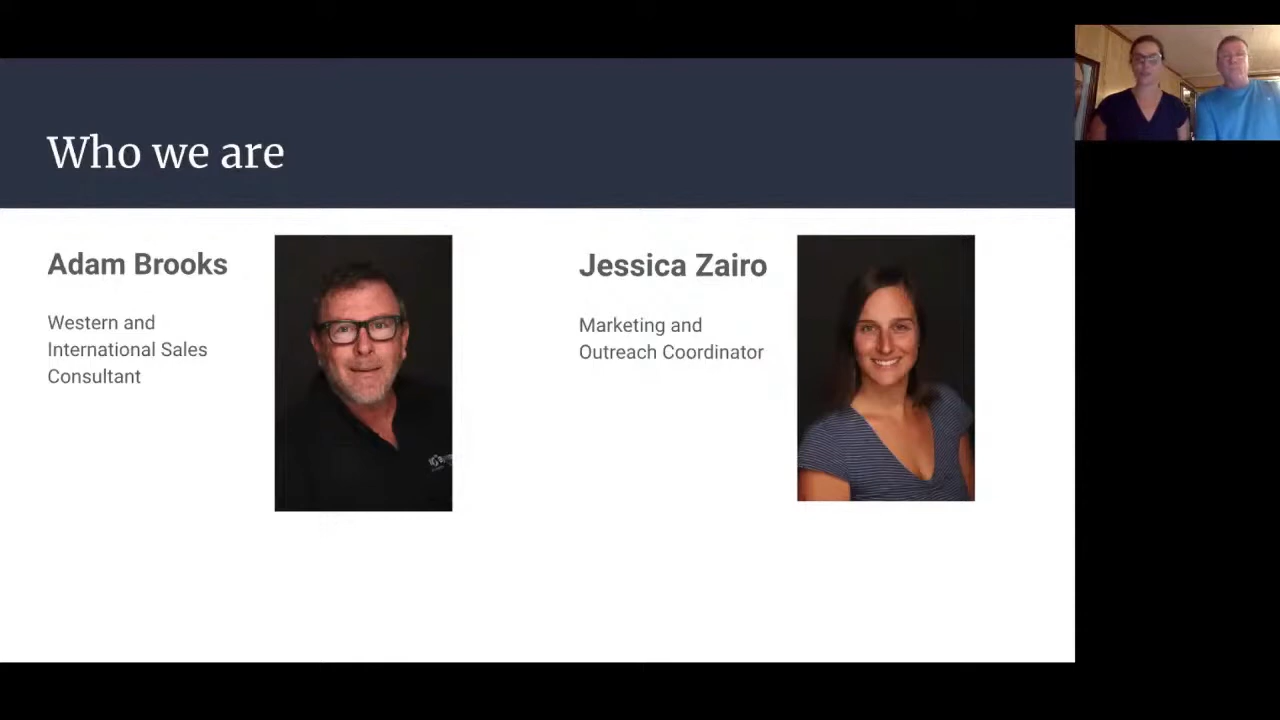 Who we are
Adam Brooks
Western and
International Sales
Consultant
Jessica Zairo
Marketing and
Outreach Coordinator